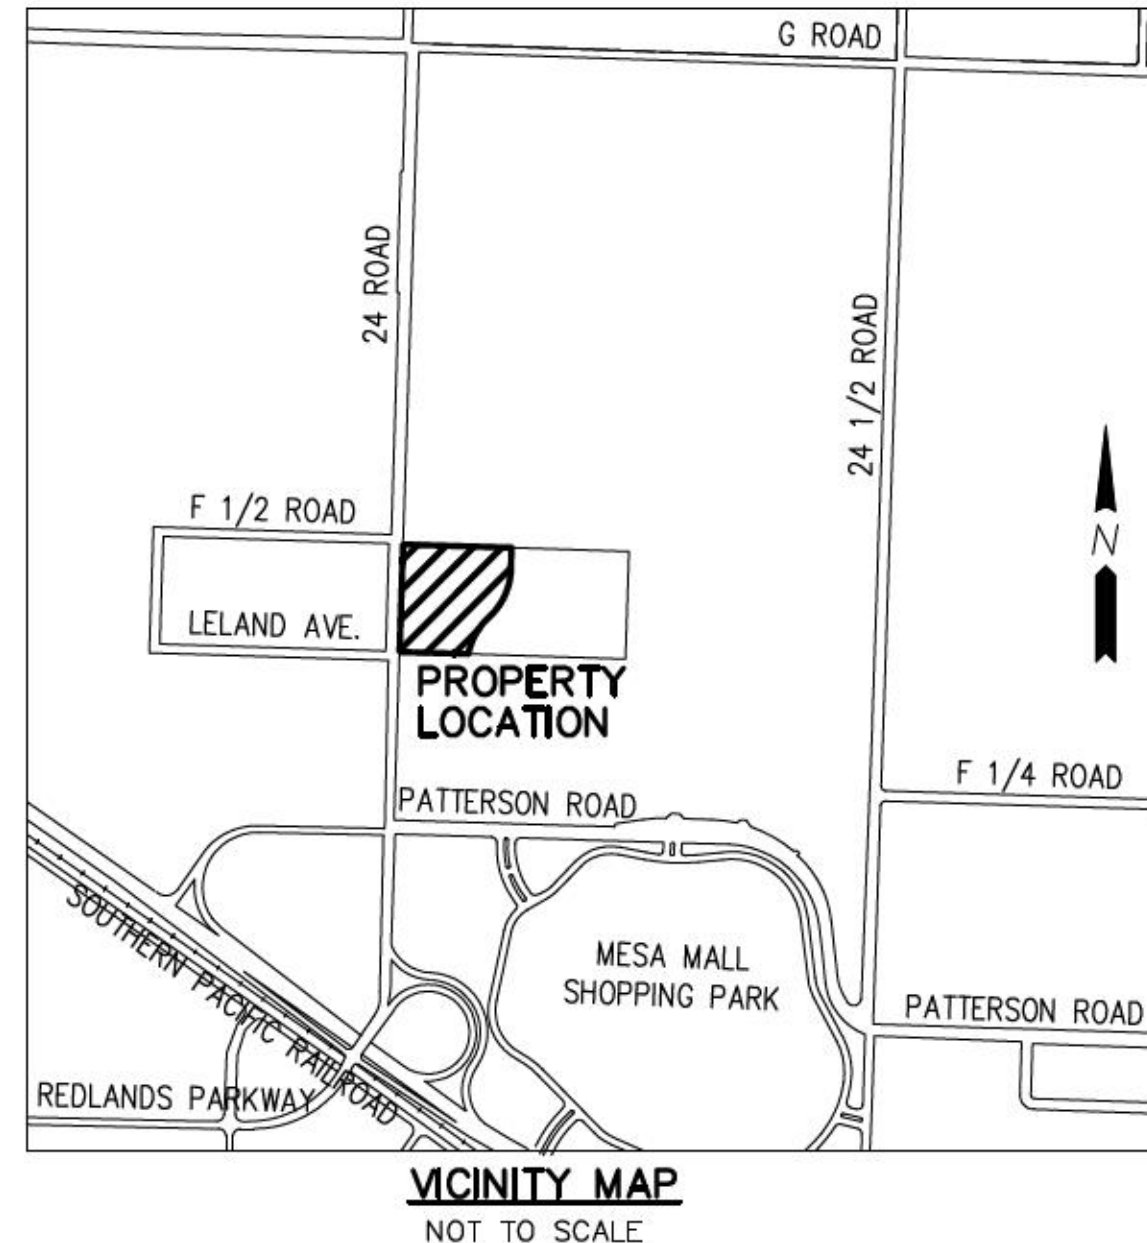 G ROAD
24 ROAD
24 1/2 ROAD
F 1/2 ROAD
N
LELAND AVE.
PROPERTY
LOCATION
F 1/4 ROAD
PATTERSON ROAD
SOUTHERN PACIFIC RAILROAD
MESA MALL
SHOPPING PARK
PATTERSON ROAD
REDLANDS PARKWAY
VICINITY MAP
NOT TO SCALE